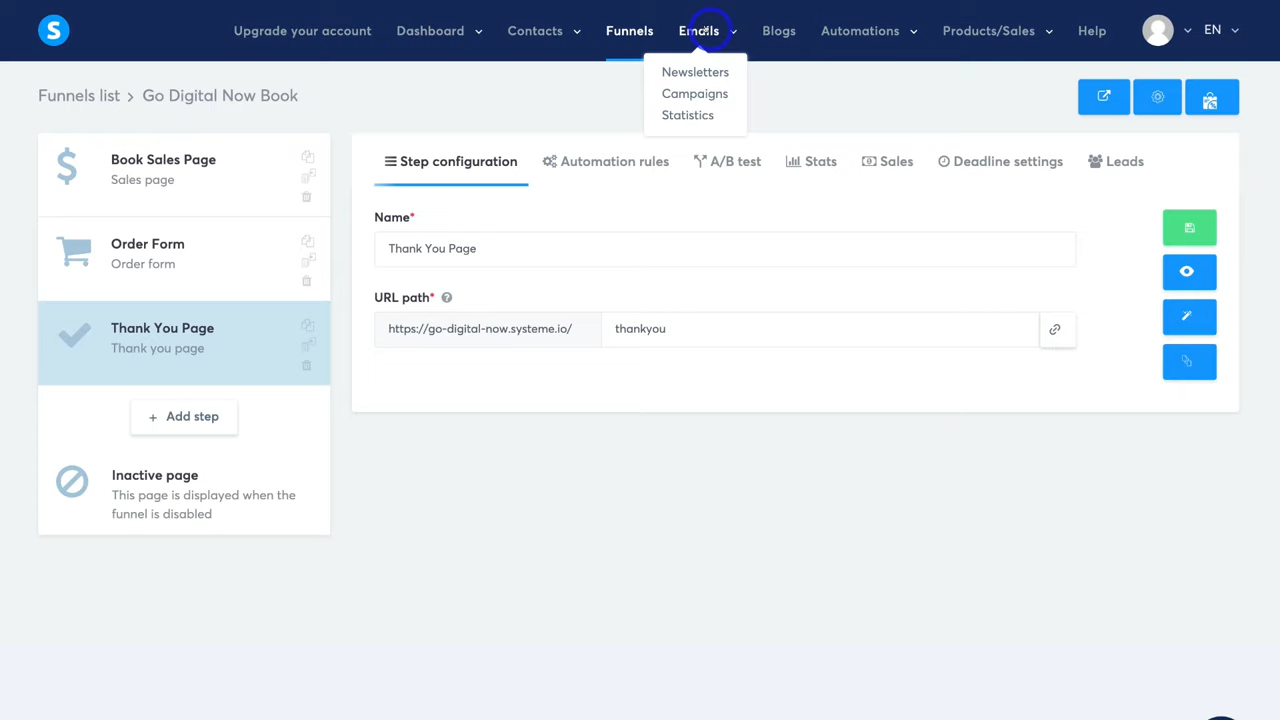 S
Upgrade your account
Dashboard
Contacts
Funnels
Emails
Blogs
Automations
Products/Sales
Help
EN
Newsletters
Campaigns
Statistics
Funnels list > Go Digital Now Book
Book Sales Page
Sales page
Order Form
Order form
Thank You Page
Thank you page
+ Add step
Inactive page
This page is displayed when the
funnel is disabled
Step configuration
Automation rules
A/B test
Stats
Sales
Deadline settings
Leads
Name*
Thank You Page
URL path* ?
https://go-digital-now.systeme.io/
thankyou